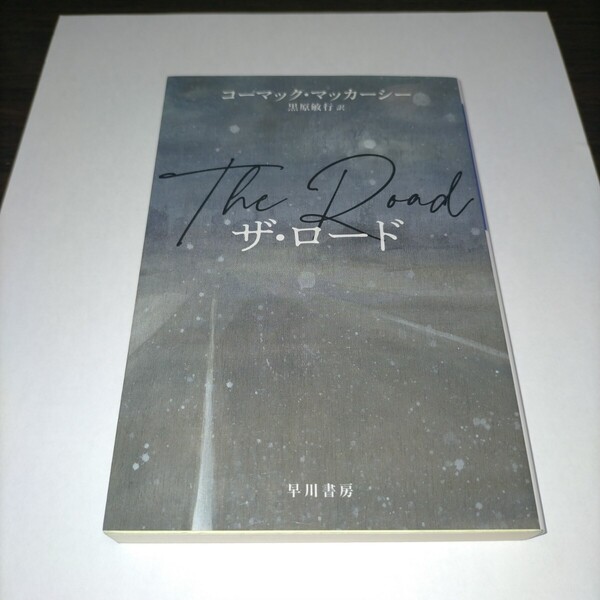 コーマック・マッカーシー
黒原敏行 訳
The Road
ザ・ロード
早川書房